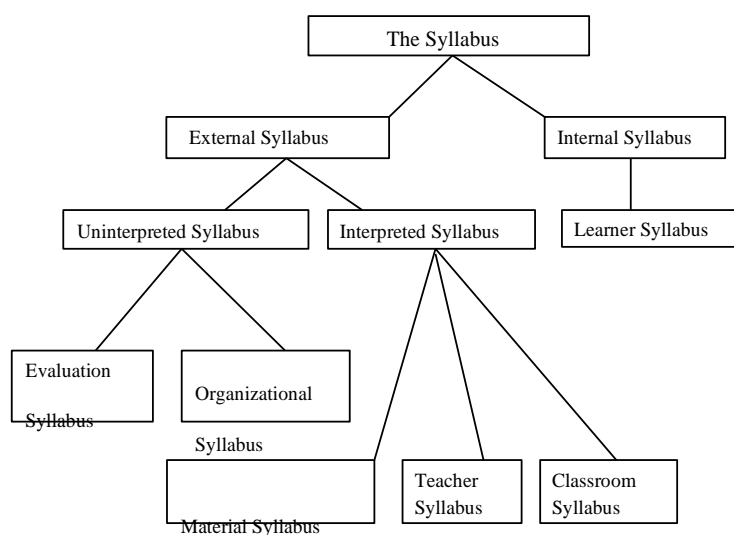 The Syllabus
External Syllabus
Internal Syllabus
Uninterpreted Syllabus
Interpreted Syllabus
Learner Syllabus
Evaluation
Syllabus
Organizational
Syllabus
Material Syllabus
Teacher
Syllabus
Classroom
Syllabus